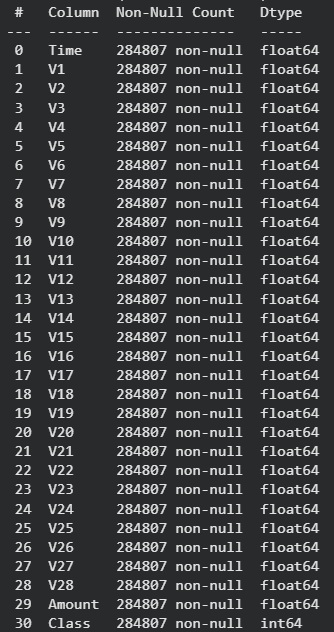 #   Column  Non-Null Count   Dtype
---  ------  --------------   -----
0   Time    284807 non-null  float64
1   V1      284807 non-null  float64
2   V2      284807 non-null  float64
3   V3      284807 non-null  float64
4   V4      284807 non-null  float64
5   V5      284807 non-null  float64
6   V6      284807 non-null  float64
7   V7      284807 non-null  float64
8   V8      284807 non-null  float64
9   V9      284807 non-null  float64
10  V10     284807 non-null  float64
11  V11     284807 non-null  float64
12  V12     284807 non-null  float64
13  V13     284807 non-null  float64
14  V14     284807 non-null  float64
15  V15     284807 non-null  float64
16  V16     284807 non-null  float64
17  V17     284807 non-null  float64
18  V18     284807 non-null  float64
19  V19     284807 non-null  float64
20  V20     284807 non-null  float64
21  V21     284807 non-null  float64
22  V22     284807 non-null  float64
23  V23     284807 non-null  float64
24  V24     284807 non-null  float64
25  V25     284807 non-null  float64
26  V26     284807 non-null  float64
27  V27     284807 non-null  float64
28  V28     284807 non-null  float64
29  Amount  284807 non-null  float64
30  Class   284807 non-null  int64